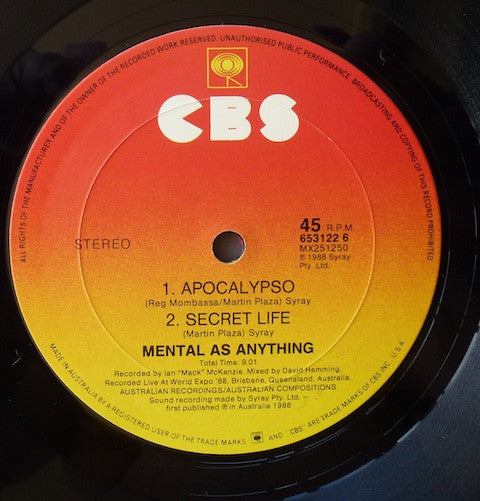 ALL RIGHTS OF THE MANUFACTURER AND OF THE OWNER OF THE RECORDED WORK RESERVED. UNAUTHORISED PUBLIC PERFORMANCE, BROADCASTING AND COPYING OF THIS RECORD PROHIBITED
CBS
STEREO
45 R.P.M.
653122 6
MX251250
℗ 1988 Syray
Pty. Ltd.
1. APOCALYPSO
(Reg Mombassa/Martin Plaza) Syray
2. SECRET LIFE
(Martin Plaza) Syray
MENTAL AS ANYTHING
Total Time: 9.01
Recorded by Ian "Mack" McKenzie. Mixed by David Hemming.
Recorded Live At World Expo '88, Brisbane, Queensland, Australia.
AUSTRALIAN RECORDINGS/AUSTRALIAN COMPOSITIONS
Sound recording made by Syray Pty. Ltd. –
first published ℗ in Australia 1988
MADE IN AUSTRALIA BY A REGISTERED USER OF THE TRADE MARKS AND "CBS" ARE TRADE MARKS OF CBS INC. U.S.A